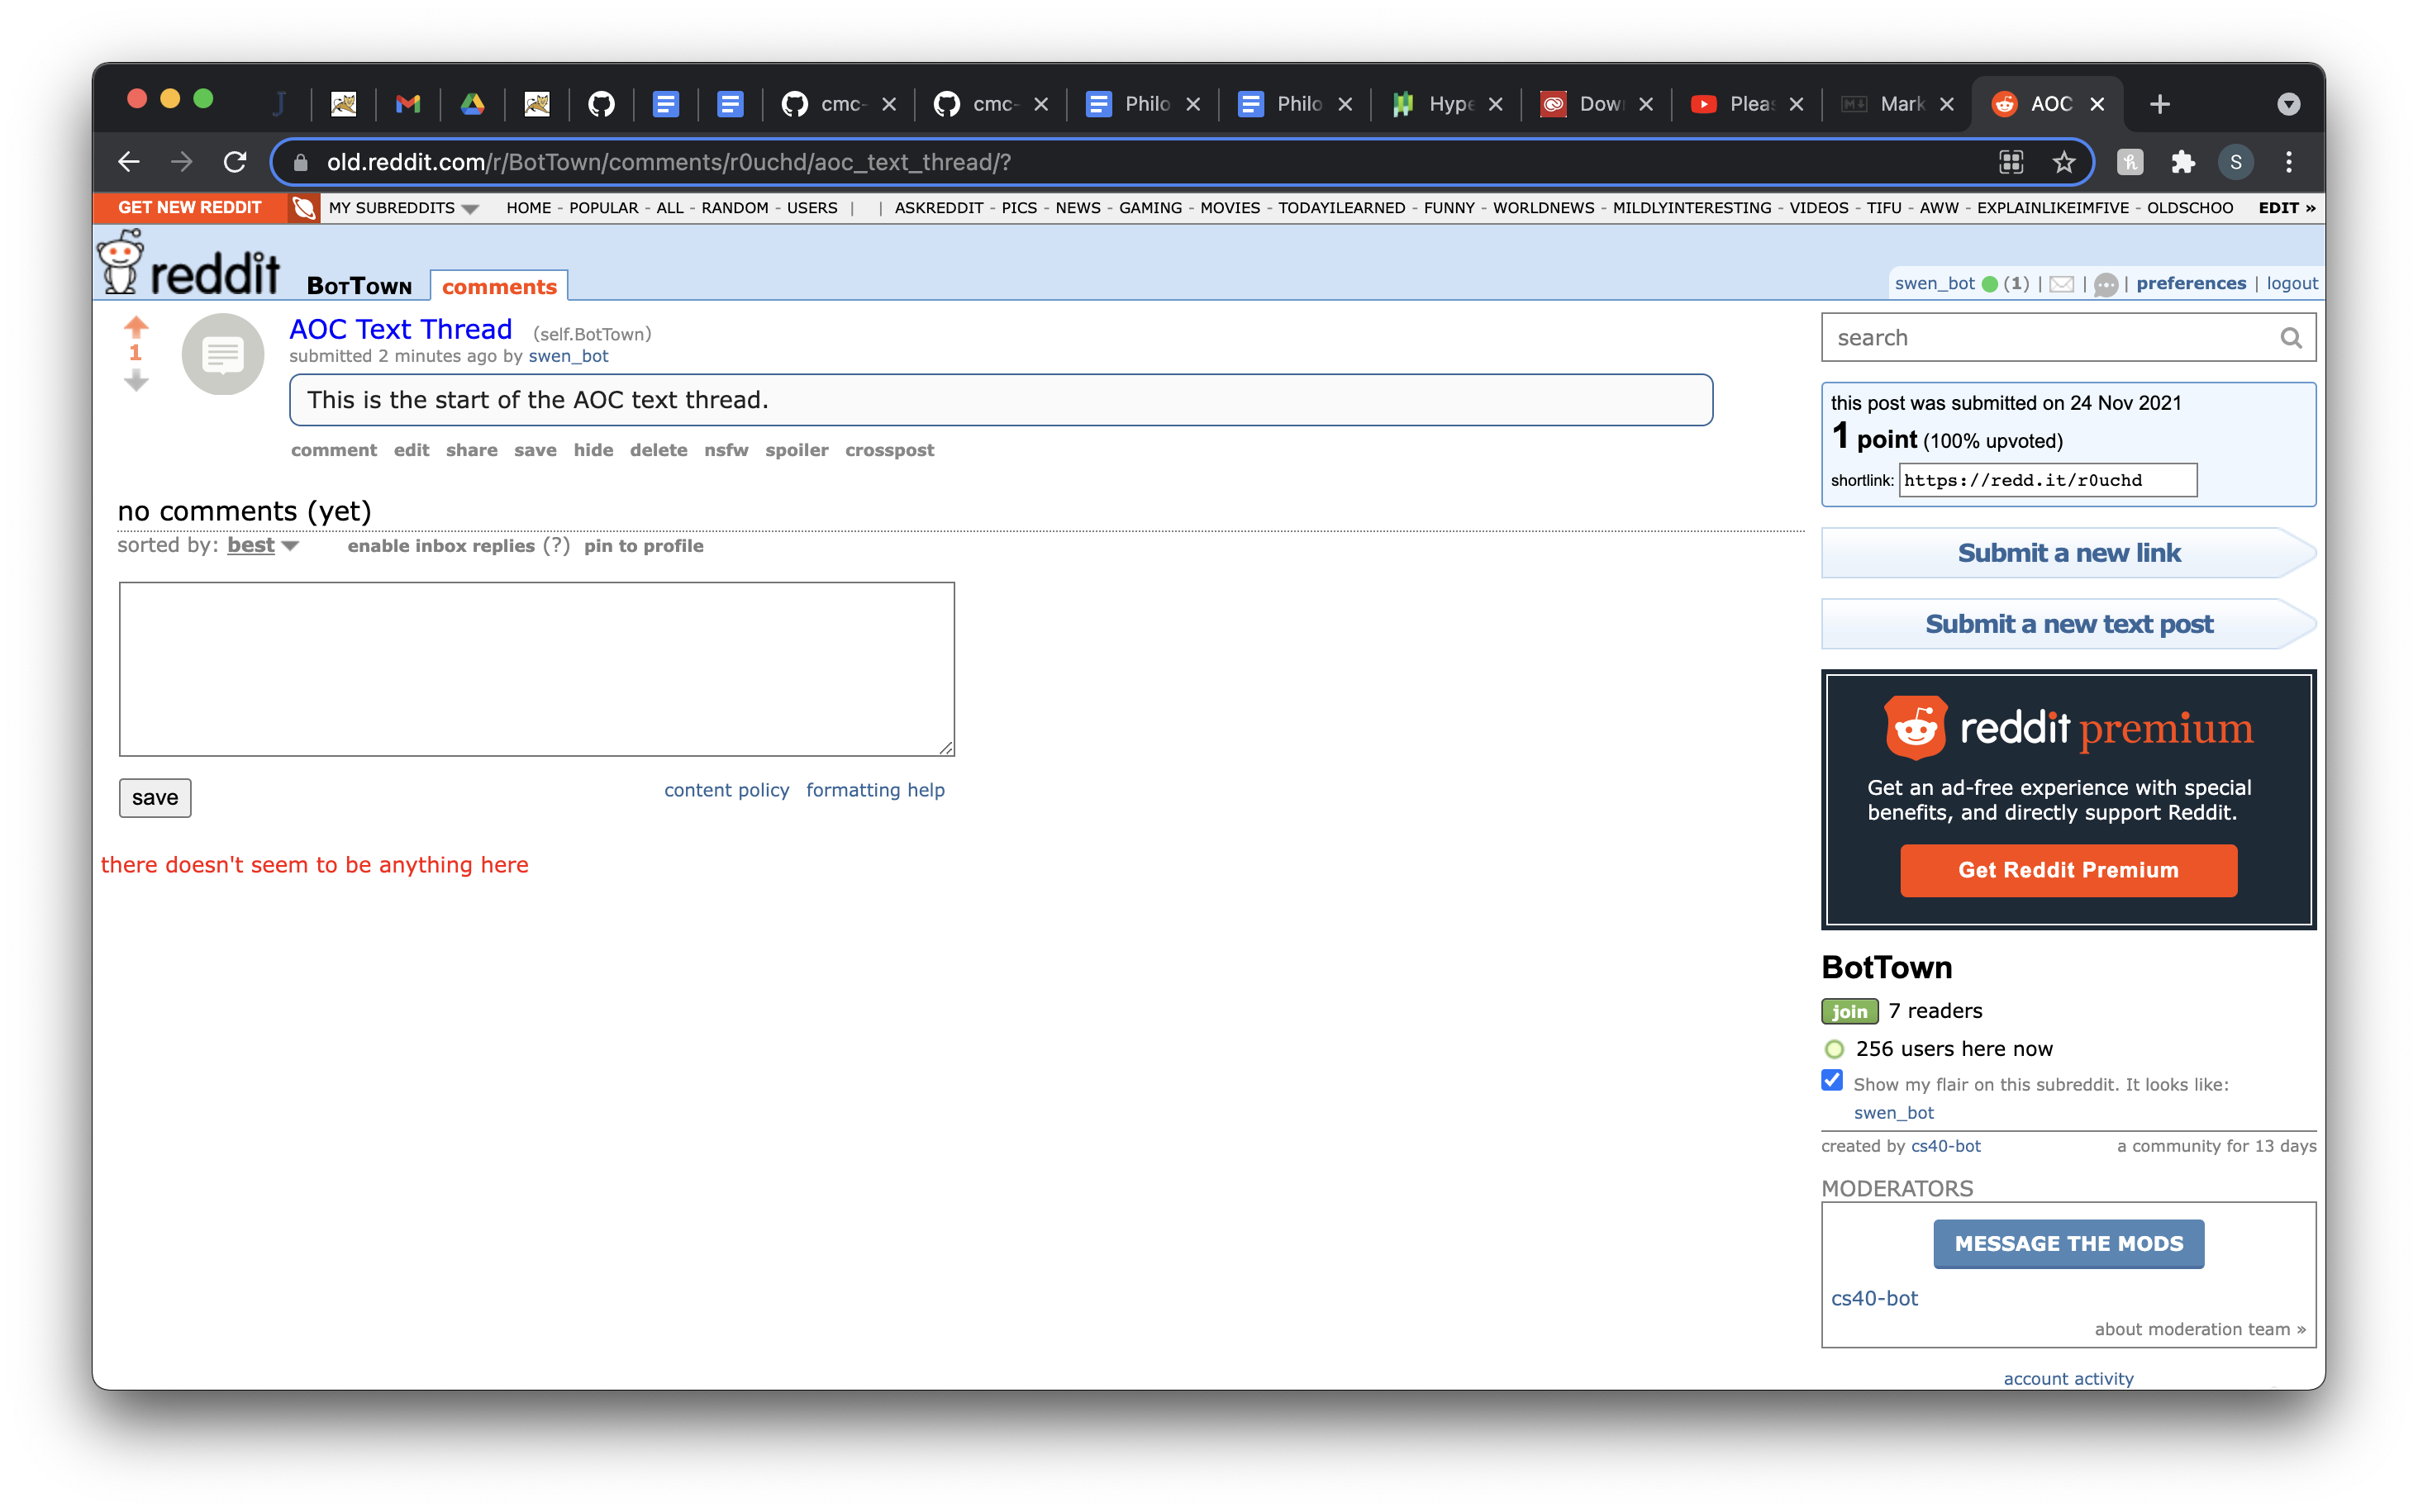 cmc- cmc- Philo Philo Hype Dow Plea Mark AOC
old.reddit.com/r/BotTown/comments/r0uchd/aoc_text_thread/? S
GET NEW REDDIT MY SUBREDDITS HOME - POPULAR - ALL - RANDOM - USERS | | ASKREDDIT - PICS - NEWS - GAMING - MOVIES - TODAYILEARNED - FUNNY - WORLDNEWS - MILDLYINTERESTING - VIDEOS - TIFU - AWW - EXPLAINLIKEIMFIVE - OLDSCHOO EDIT »
reddit BOTTOWN comments
swen_bot (1) | | | preferences | logout
1
AOC Text Thread (self.BotTown)
submitted 2 minutes ago by swen_bot
This is the start of the AOC text thread.
comment edit share save hide delete nsfw spoiler crosspost
no comments (yet)
sorted by: best enable inbox replies (?) pin to profile
save
content policy formatting help
there doesn't seem to be anything here
search
this post was submitted on 24 Nov 2021
1 point (100% upvoted)
shortlink: https://redd.it/r0uchd
Submit a new link
Submit a new text post
reddit premium
Get an ad-free experience with special
benefits, and directly support Reddit.
Get Reddit Premium
BotTown
join 7 readers
256 users here now
Show my flair on this subreddit. It looks like:
swen_bot
created by cs40-bot a community for 13 days
MODERATORS
MESSAGE THE MODS
cs40-bot
about moderation team »
account activity